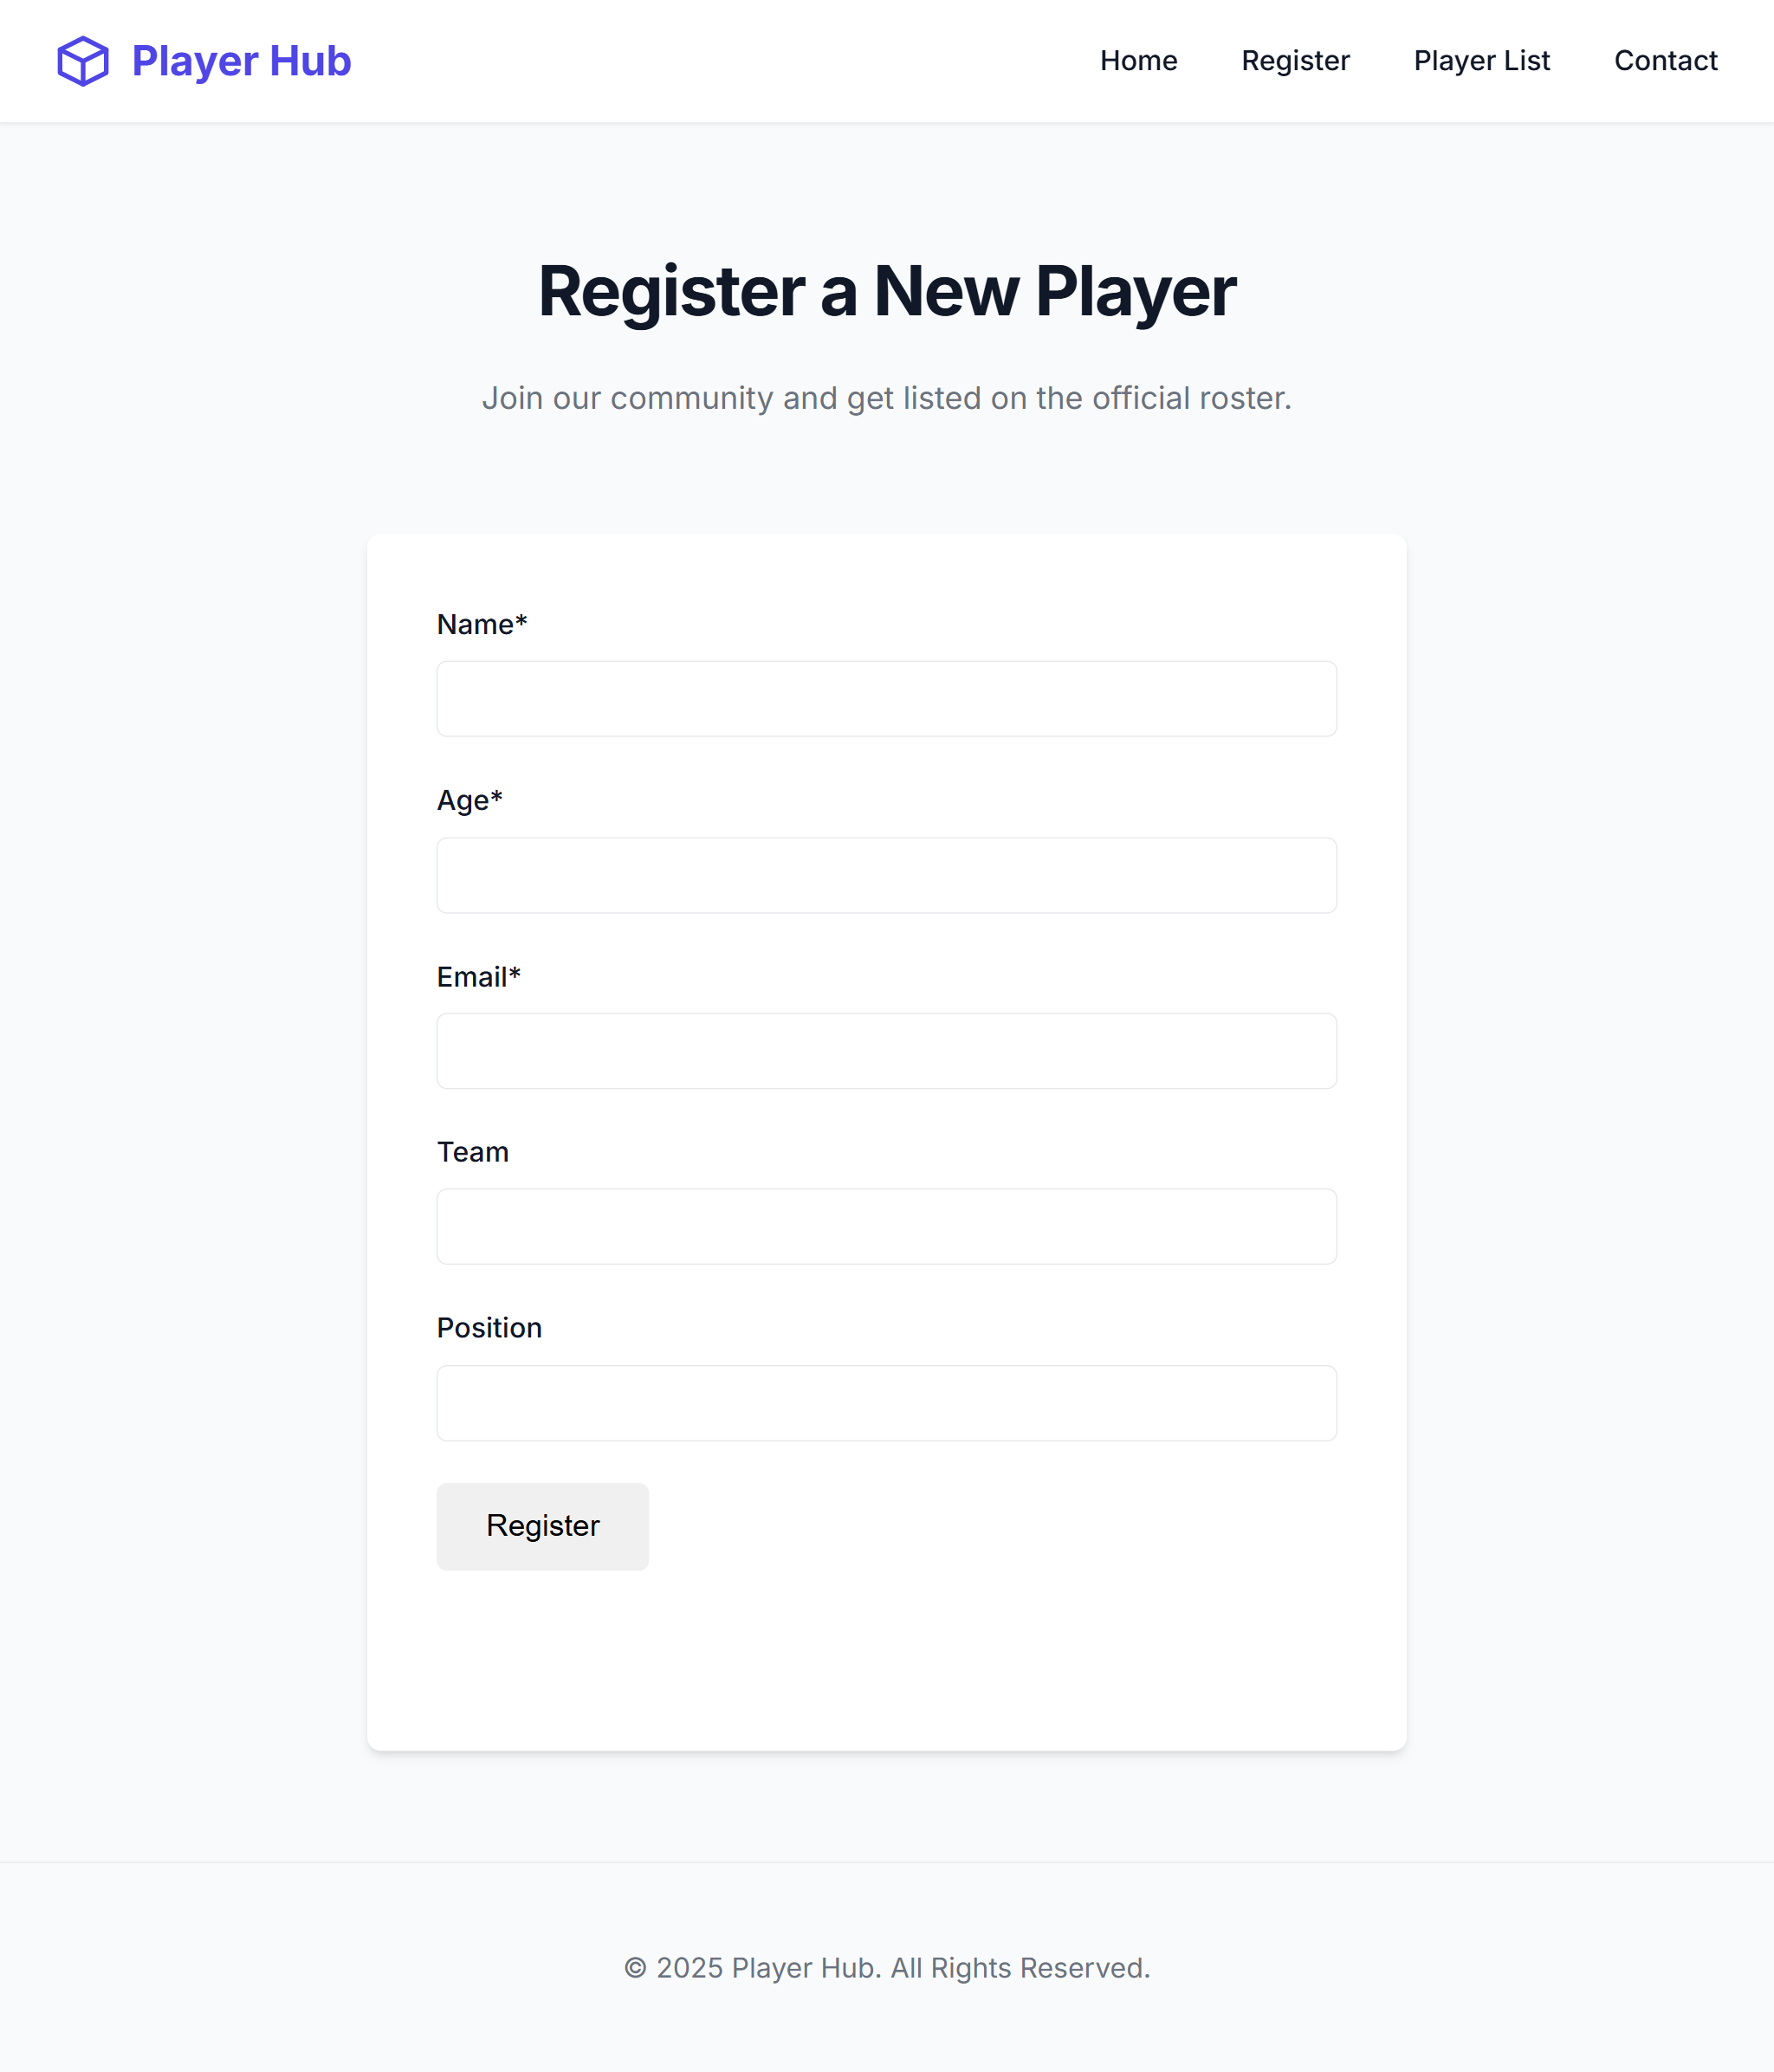 Player Hub
Home Register Player List Contact
Register a New Player
Join our community and get listed on the official roster.
Name*
Age*
Email*
Team
Position
Register
© 2025 Player Hub. All Rights Reserved.